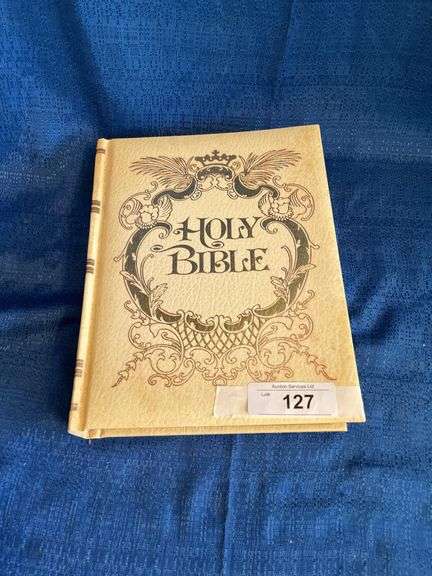 HOLY
BIBLE
Auction Services Ltd
Lot#
127